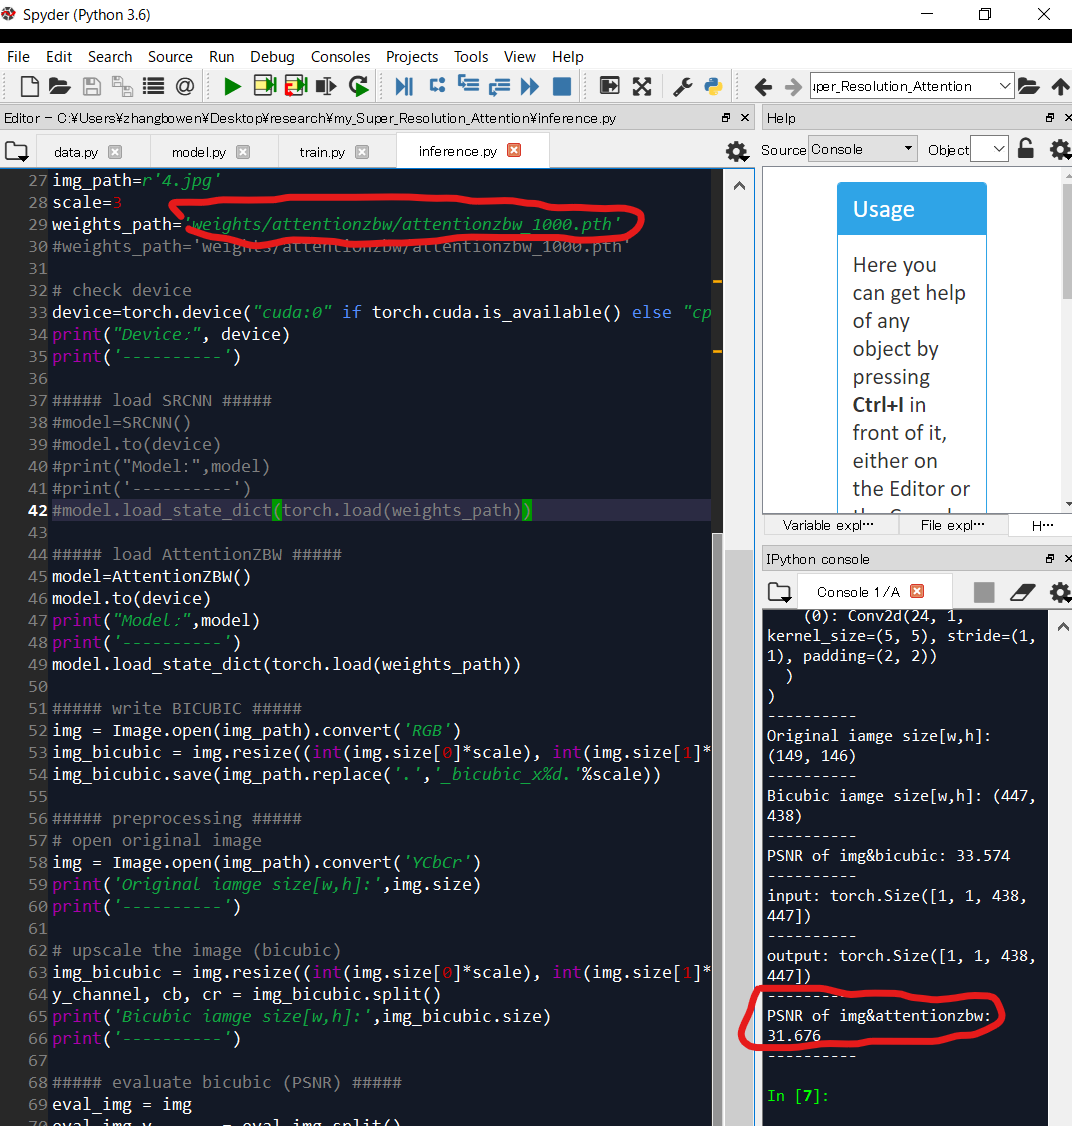 Spyder (Python 3.6)
File Edit Search Source Run Debug Consoles Projects Tools View Help
uper_Resolution_Attention
Editor - C:¥Users¥zhangbowen¥Desktop¥research¥my_Super_Resolution_Attention¥inference.py
data.py model.py train.py inference.py
27 img_path=r'4.jpg'
28 scale=3
29 weights_path='weights/attentionzbw/attentionzbw_1000.pth'
30 #weights_path='weights/attentionzbw/attentionzbw_1000.pth'
31
32 # check device
33 device=torch.device("cuda:0" if torch.cuda.is_available() else "cp
34 print("Device:", device)
35 print('----------')
36
37 ##### load SRCNN #####
38 #model=SRCNN()
39 #model.to(device)
40 #print("Model:",model)
41 #print('----------')
42 #model.load_state_dict(torch.load(weights_path))
43
44 ##### load AttentionZBW #####
45 model=AttentionZBW()
46 model.to(device)
47 print("Model:",model)
48 print('----------')
49 model.load_state_dict(torch.load(weights_path))
50
51 ##### write BICUBIC #####
52 img = Image.open(img_path).convert('RGB')
53 img_bicubic = img.resize((int(img.size[0]*scale), int(img.size[1]*
54 img_bicubic.save(img_path.replace('.','_bicubic_x%d.'%scale))
55
56 ##### preprocessing #####
57 # open original image
58 img = Image.open(img_path).convert('YCbCr')
59 print('Original iamge size[w,h]:',img.size)
60 print('----------')
61
62 # upscale the image (bicubic)
63 img_bicubic = img.resize((int(img.size[0]*scale), int(img.size[1]*
64 y_channel, cb, cr = img_bicubic.split()
65 print('Bicubic iamge size[w,h]:',img_bicubic.size)
66 print('----------')
67
68 ##### evaluate bicubic (PSNR) #####
69 eval_img = img
Help
Source Console Object
Usage
Here you
can get help
of any
object by
pressing
Ctrl+I in
front of it,
either on
the Editor or
Variable expl··· File expl··· H···
IPython console
Console 1/A
(0): Conv2d(24, 1,
kernel_size=(5, 5), stride=(1,
1), padding=(2, 2))
)
)
----------
Original iamge size[w,h]:
(149, 146)
----------
Bicubic iamge size[w,h]: (447,
438)
----------
PSNR of img&bicubic: 33.574
----------
input: torch.Size([1, 1, 438,
447])
----------
output: torch.Size([1, 1, 438,
447])
----------
PSNR of img&attentionzbw:
31.676
----------
In [7]: